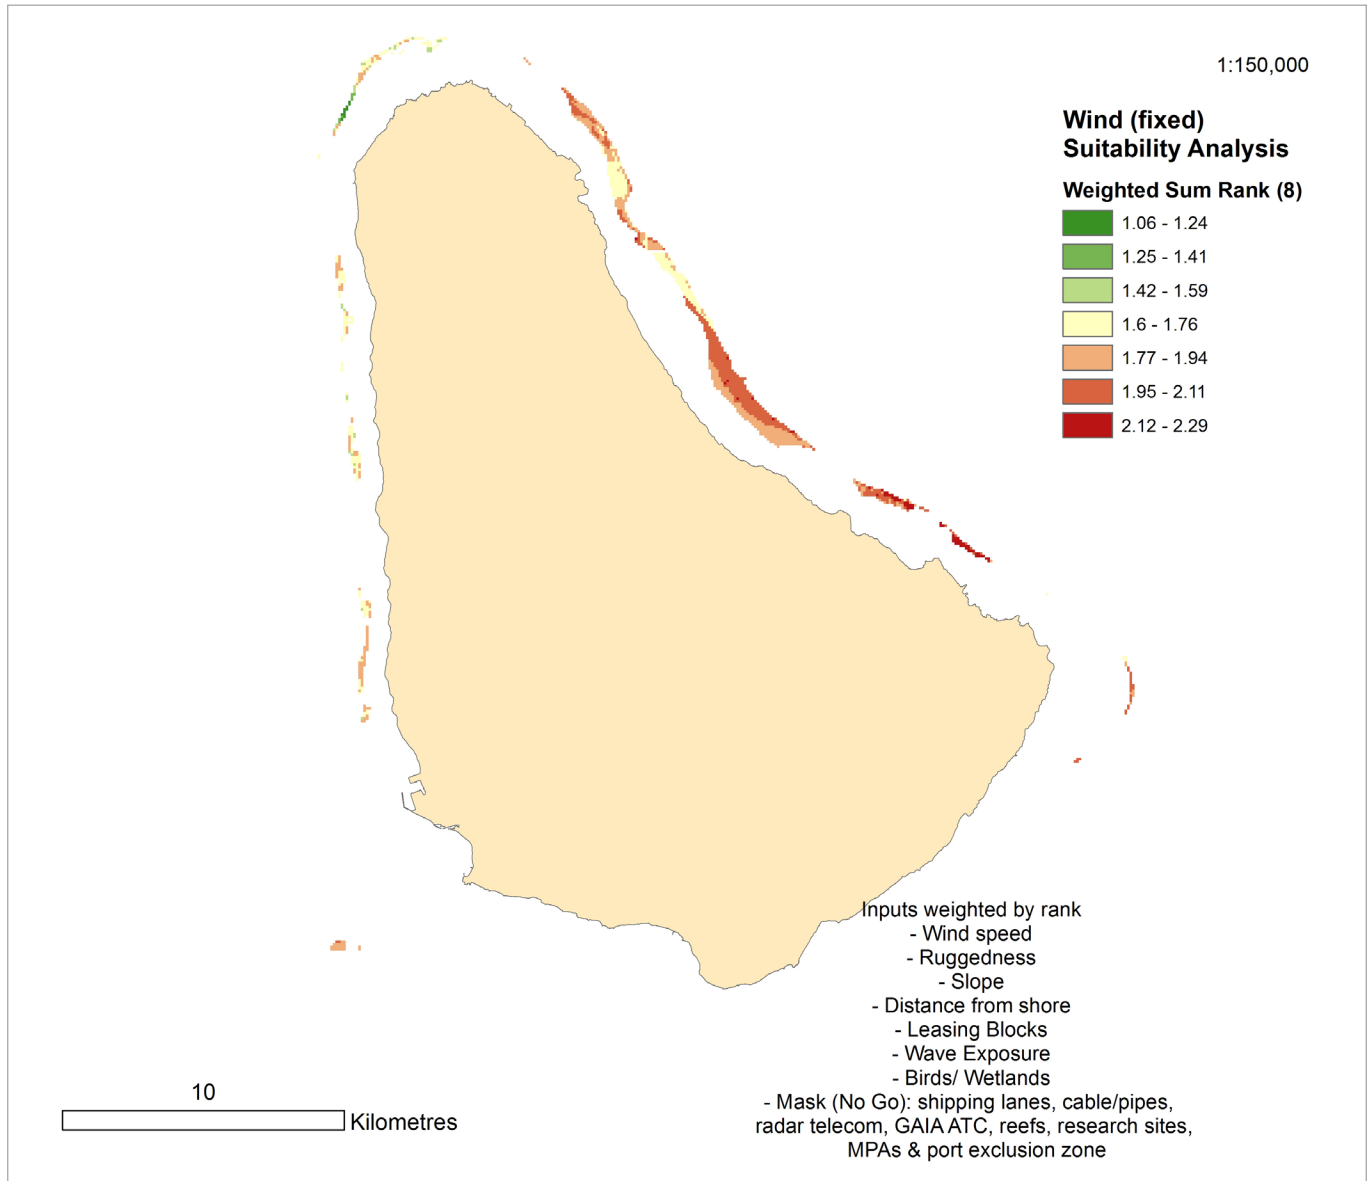 1:150,000
Wind (fixed)
Suitability Analysis
Weighted Sum Rank (8)
1.06 - 1.24
1.25 - 1.41
1.42 - 1.59
1.6 - 1.76
1.77 - 1.94
1.95 - 2.11
2.12 - 2.29
Inputs weighted by rank
- Wind speed
- Ruggedness
- Slope
- Distance from shore
- Leasing Blocks
- Wave Exposure
- Birds/ Wetlands
- Mask (No Go): shipping lanes, cable/pipes,
radar telecom, GAIA ATC, reefs, research sites,
MPAs & port exclusion zone
10
Kilometres